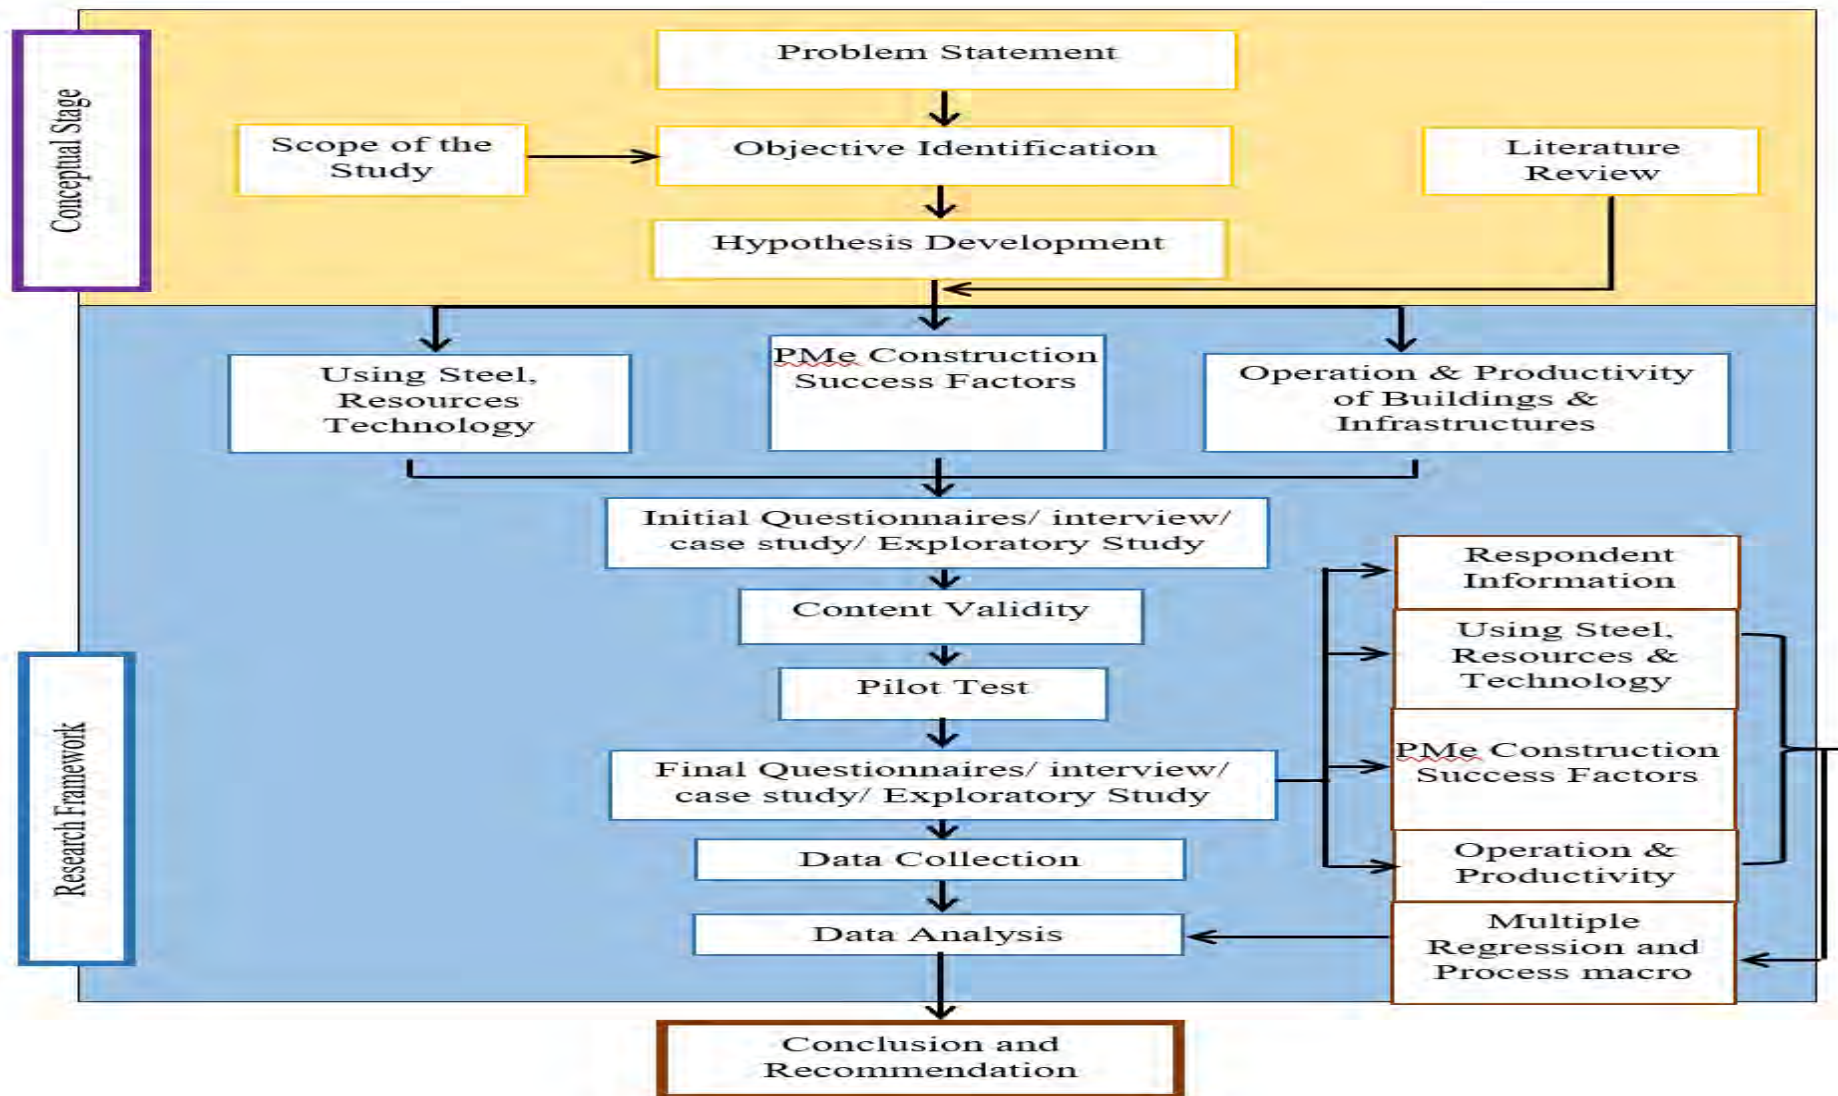 Conceptual Stage
Problem Statement
Scope of the
Study
Objective Identification
Literature
Review
Hypothesis Development
Using Steel,
Resources
Technology
PMe Construction
Success Factors
Operation & Productivity
of Buildings &
Infrastructures
Initial Questionnaires/ interview/
case study/ Exploratory Study
Content Validity
Pilot Test
Final Questionnaires/ interview/
case study/ Exploratory Study
Data Collection
Data Analysis
Research Framework
Respondent
Information
Using Steel,
Resources &
Technology
PMe Construction
Success Factors
Operation &
Productivity
Multiple
Regression and
Process macro
Conclusion and
Recommendation